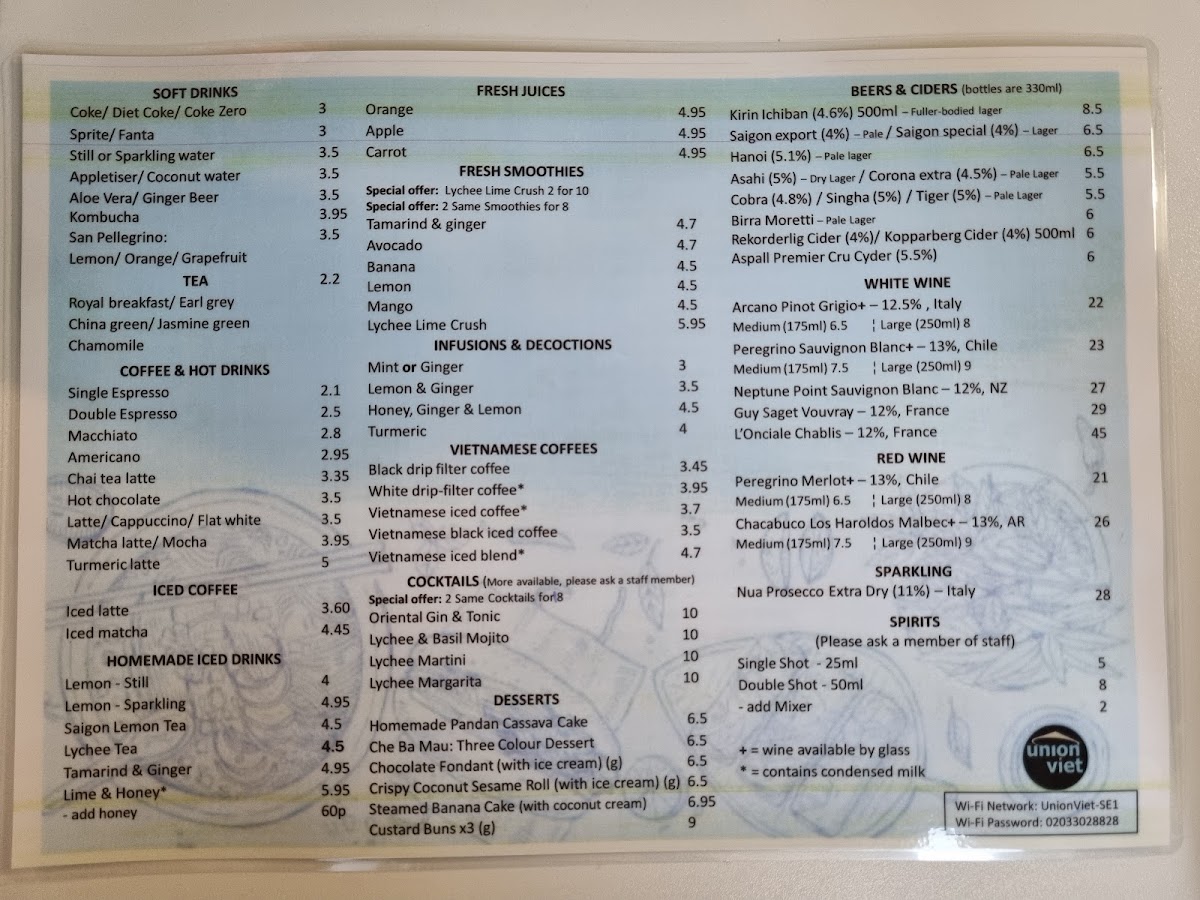 SOFT DRINKS
Coke/ Diet Coke/ Coke Zero 3
Sprite/ Fanta 3
Still or Sparkling water 3.5
Appletiser/ Coconut water 3.5
Aloe Vera/ Ginger Beer 3.5
Kombucha 3.95
San Pellegrino: 3.5
Lemon/ Orange/ Grapefruit
TEA 2.2
Royal breakfast/ Earl grey
China green/ Jasmine green
Chamomile
COFFEE & HOT DRINKS
Single Espresso 2.1
Double Espresso 2.5
Macchiato 2.8
Americano 2.95
Chai tea latte 3.35
Hot chocolate 3.5
Latte/ Cappuccino/ Flat white 3.5
Matcha latte/ Mocha 3.95
Turmeric latte 5
ICED COFFEE
Iced latte 3.60
Iced matcha 4.45
HOMEMADE ICED DRINKS
Lemon - Still 4
Lemon - Sparkling 4.95
Saigon Lemon Tea 4.5
Lychee Tea 4.5
Tamarind & Ginger 4.95
Lime & Honey* 5.95
- add honey 60p
FRESH JUICES
Orange 4.95
Apple 4.95
Carrot 4.95
FRESH SMOOTHIES
Special offer: Lychee Lime Crush 2 for 10
Special offer: 2 Same Smoothies for 8
Tamarind & ginger 4.7
Avocado 4.7
Banana 4.5
Lemon 4.5
Mango 4.5
Lychee Lime Crush 5.95
INFUSIONS & DECOCTIONS
Mint or Ginger 3
Lemon & Ginger 3.5
Honey, Ginger & Lemon 4.5
Turmeric 4
VIETNAMESE COFFEES
Black drip filter coffee 3.45
White drip-filter coffee* 3.95
Vietnamese iced coffee* 3.7
Vietnamese black iced coffee 3.5
Vietnamese iced blend* 4.7
COCKTAILS (More available, please ask a staff member)
Special offer: 2 Same Cocktails for 8
Oriental Gin & Tonic 10
Lychee & Basil Mojito 10
Lychee Martini 10
Lychee Margarita 10
DESSERTS
Homemade Pandan Cassava Cake 6.5
Che Ba Mau: Three Colour Dessert 6.5
Chocolate Fondant (with ice cream) (g) 6.5
Crispy Coconut Sesame Roll (with ice cream) (g) 6.5
Steamed Banana Cake (with coconut cream) 6.95
Custard Buns x3 (g) 9
BEERS & CIDERS (bottles are 330ml)
Kirin Ichiban (4.6%) 500ml – Fuller-bodied lager 8.5
Saigon export (4%) – Pale / Saigon special (4%) – Lager 6.5
Hanoi (5.1%) – Pale lager 6.5
Asahi (5%) – Dry Lager / Corona extra (4.5%) – Pale Lager 5.5
Cobra (4.8%) / Singha (5%) / Tiger (5%) – Pale Lager 5.5
Birra Moretti – Pale Lager 6
Rekorderlig Cider (4%)/ Kopparberg Cider (4%) 500ml 6
Aspall Premier Cru Cyder (5.5%) 6
WHITE WINE
Arcano Pinot Grigio+ – 12.5% , Italy 22
Medium (175ml) 6.5 ¦ Large (250ml) 8
Peregrino Sauvignon Blanc+ – 13%, Chile 23
Medium (175ml) 7.5 ¦ Large (250ml) 9
Neptune Point Sauvignon Blanc – 12%, NZ 27
Guy Saget Vouvray – 12%, France 29
L'Onciale Chablis – 12%, France 45
RED WINE
Peregrino Merlot+ – 13%, Chile 21
Medium (175ml) 6.5 ¦ Large (250ml) 8
Chacabuco Los Haroldos Malbec+ – 13%, AR 26
Medium (175ml) 7.5 ¦ Large (250ml) 9
SPARKLING
Nua Prosecco Extra Dry (11%) – Italy 28
SPIRITS
(Please ask a member of staff)
Single Shot - 25ml 5
Double Shot - 50ml 8
- add Mixer 2
+ = wine available by glass
* = contains condensed milk
union
viet
Wi-Fi Network: UnionViet-SE1
Wi-Fi Password: 02033028828